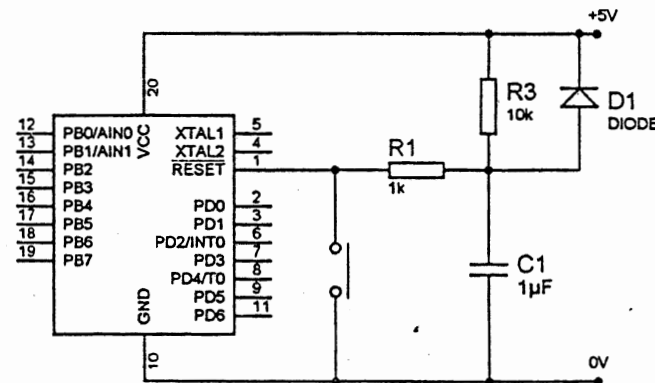 +5V
20
R3
10k
D1
DIODE
12 PB0/AIN0 VCC XTAL1 5
13 PB1/AIN1 XTAL2 4
14 PB2 RESET 1
R1
1k
15 PB3
16 PB4 PD0 2
17 PB5 PD1 3
18 PB6 PD2/INT0 6
19 PB7 PD3 7
PD4/T0 8
PD5 9
PD6 11
GND
10
C1
1µF
0V